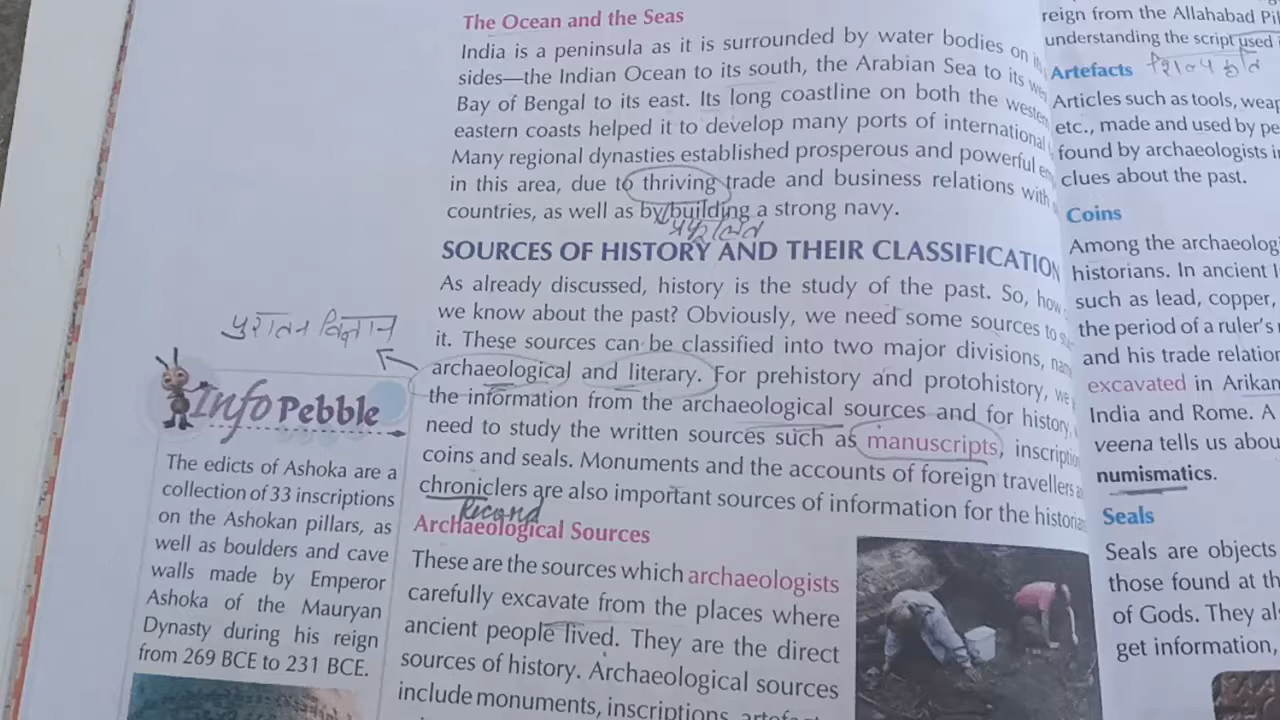 The Ocean and the Seas
India is a peninsula as it is surrounded by water bodies on
sides—the Indian Ocean to its south, the Arabian Sea to its
Bay of Bengal to its east. Its long coastline on both the
eastern coasts helped it to develop many ports of international
Many regional dynasties established prosperous and powerful
in this area, due to thriving trade and business relations with
countries, as well as by building a strong navy.
SOURCES OF HISTORY AND THEIR CLASSIFICATION
As already discussed, history is the study of the past. So, how
we know about the past? Obviously, we need some sources to
it. These sources can be classified into two major divisions,
archaeological and literary. For prehistory and protohistory, we
the information from the archaeological sources and for history,
need to study the written sources such as manuscripts,
coins and seals. Monuments and the accounts of foreign travellers
chroniclers are also important sources of information for the
Record
Archaeological Sources
These are the sources which archaeologists
carefully excavate from the places where
ancient people lived. They are the direct
sources of history. Archaeological sources
include monuments, inscriptions,
पुरातन विज्ञान
Info Pebble
The edicts of Ashoka are a
collection of 33 inscriptions
on the Ashokan pillars, as
well as boulders and cave
walls made by Emperor
Ashoka of the Mauryan
Dynasty during his reign
from 269 BCE to 231 BCE.
reign from the Allahabad
understanding the script used
Artefacts
Articles such as tools,
etc., made and used by
found by archaeologists
clues about the past.
Coins
Among the
historians. In ancient
such as lead, copper,
the period of a ruler's
and his trade
excavated in
India and Rome. A
veena tells us
numismatics.
Seals
Seals are objects
those found at
of Gods. They
get information,